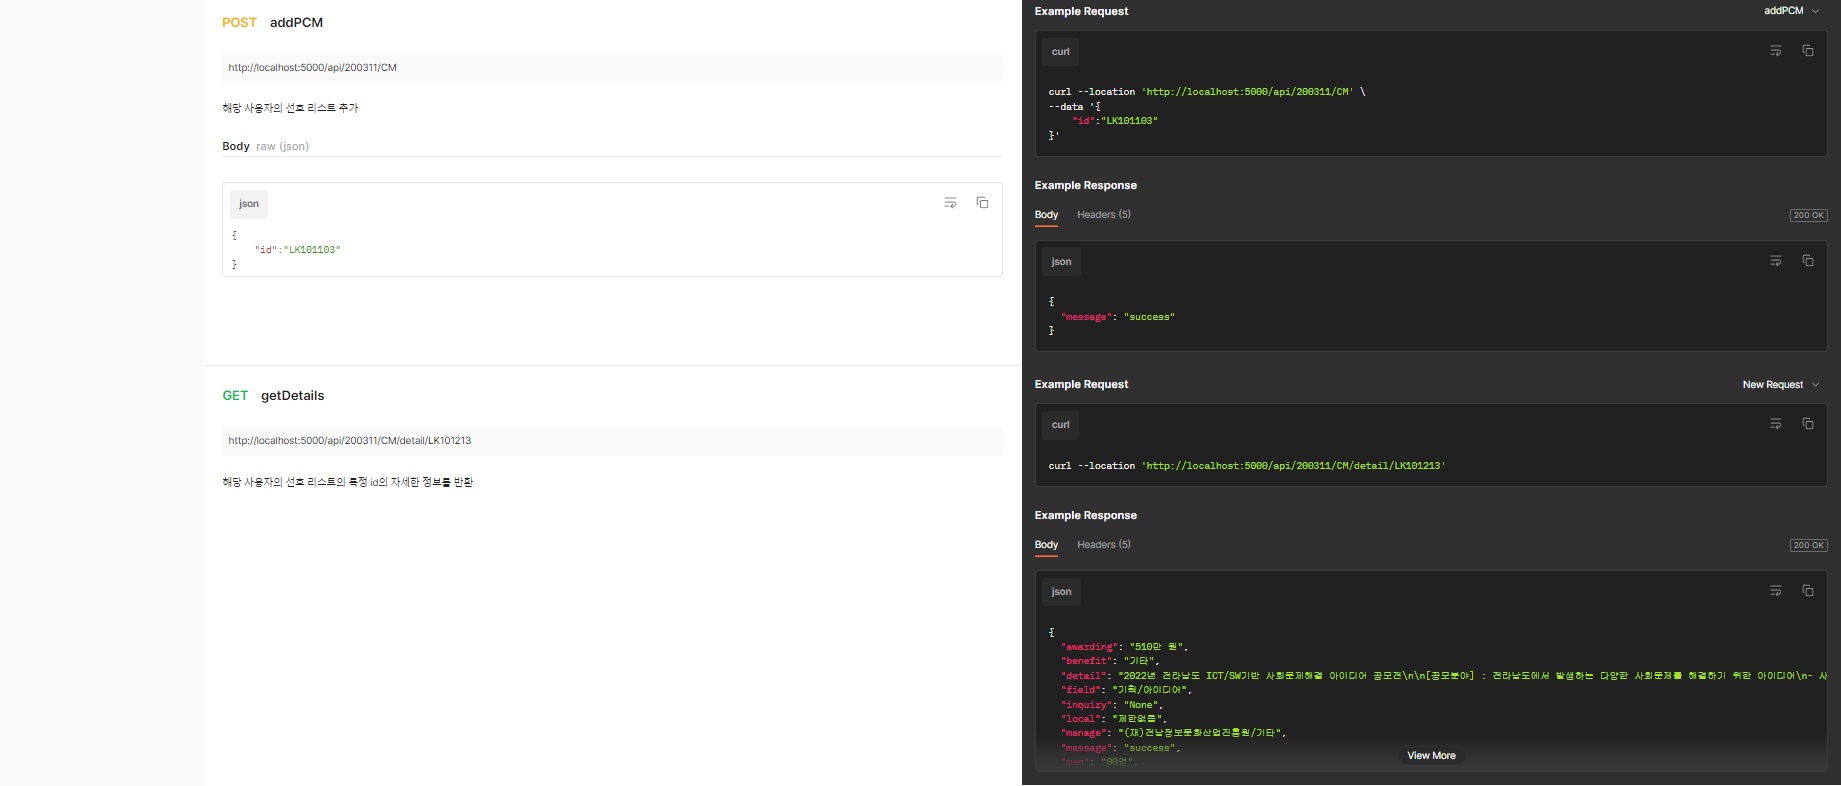 POST addPCM
http://localhost:5000/api/200311/CM
해당 사용자의 선호 리스트 추가
Body raw (json)
json
{
"id":"LK101103"
}
GET getDetails
http://localhost:5000/api/200311/CM/detail/LK101213
해당 사용자의 선호 리스트의 특정 id의 자세한 정보를 반환
Example Request addPCM
curl
curl --location 'http://localhost:5000/api/200311/CM' \
--data '{
"id":"LK101103"
}'
Example Response
Body Headers (5) 200 OK
json
{
"message": "success"
}
Example Request New Request
curl
curl --location 'http://localhost:5000/api/200311/CM/detail/LK101213'
Example Response
Body Headers (5) 200 OK
json
{
"awarding": "510만 원",
"benefit": "기타",
"detail": "2022년 전라남도 ICT/SW기반 사회문제해결 아이디어 공모전\n\n[공모분야] : 전라남도에서 발생하는 다양한 사회문제를 해결하기 위한 아이디어\n- 사
"field": "기획/아이디어",
"inquiry": "None",
"local": "제한없음",
"manage": "(재)전남정보문화산업진흥원/기타",
"massage": "success",
"men": "00명",
View More